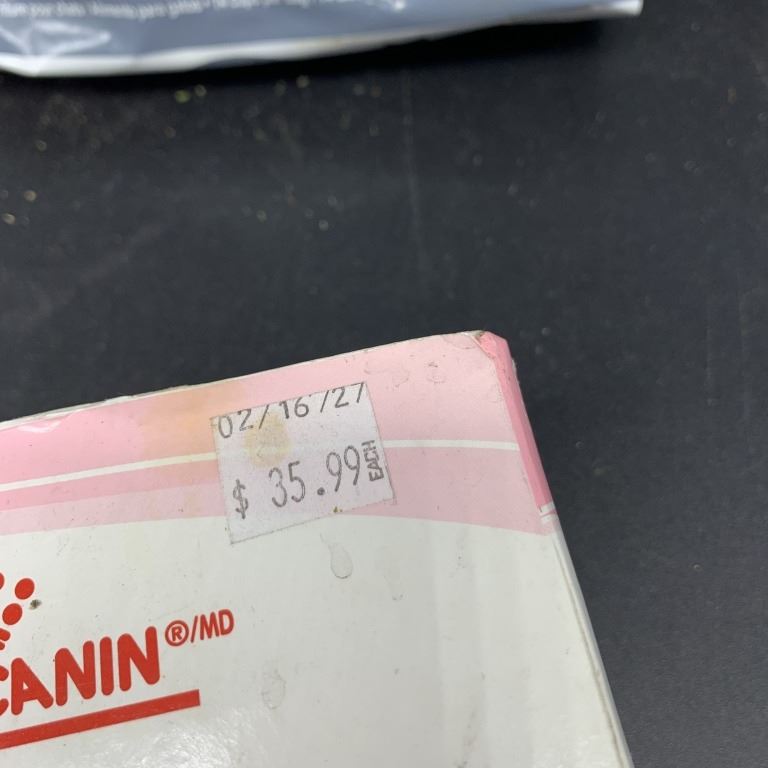 02/16/27
$ 35.99 EACH
CANIN®/MD